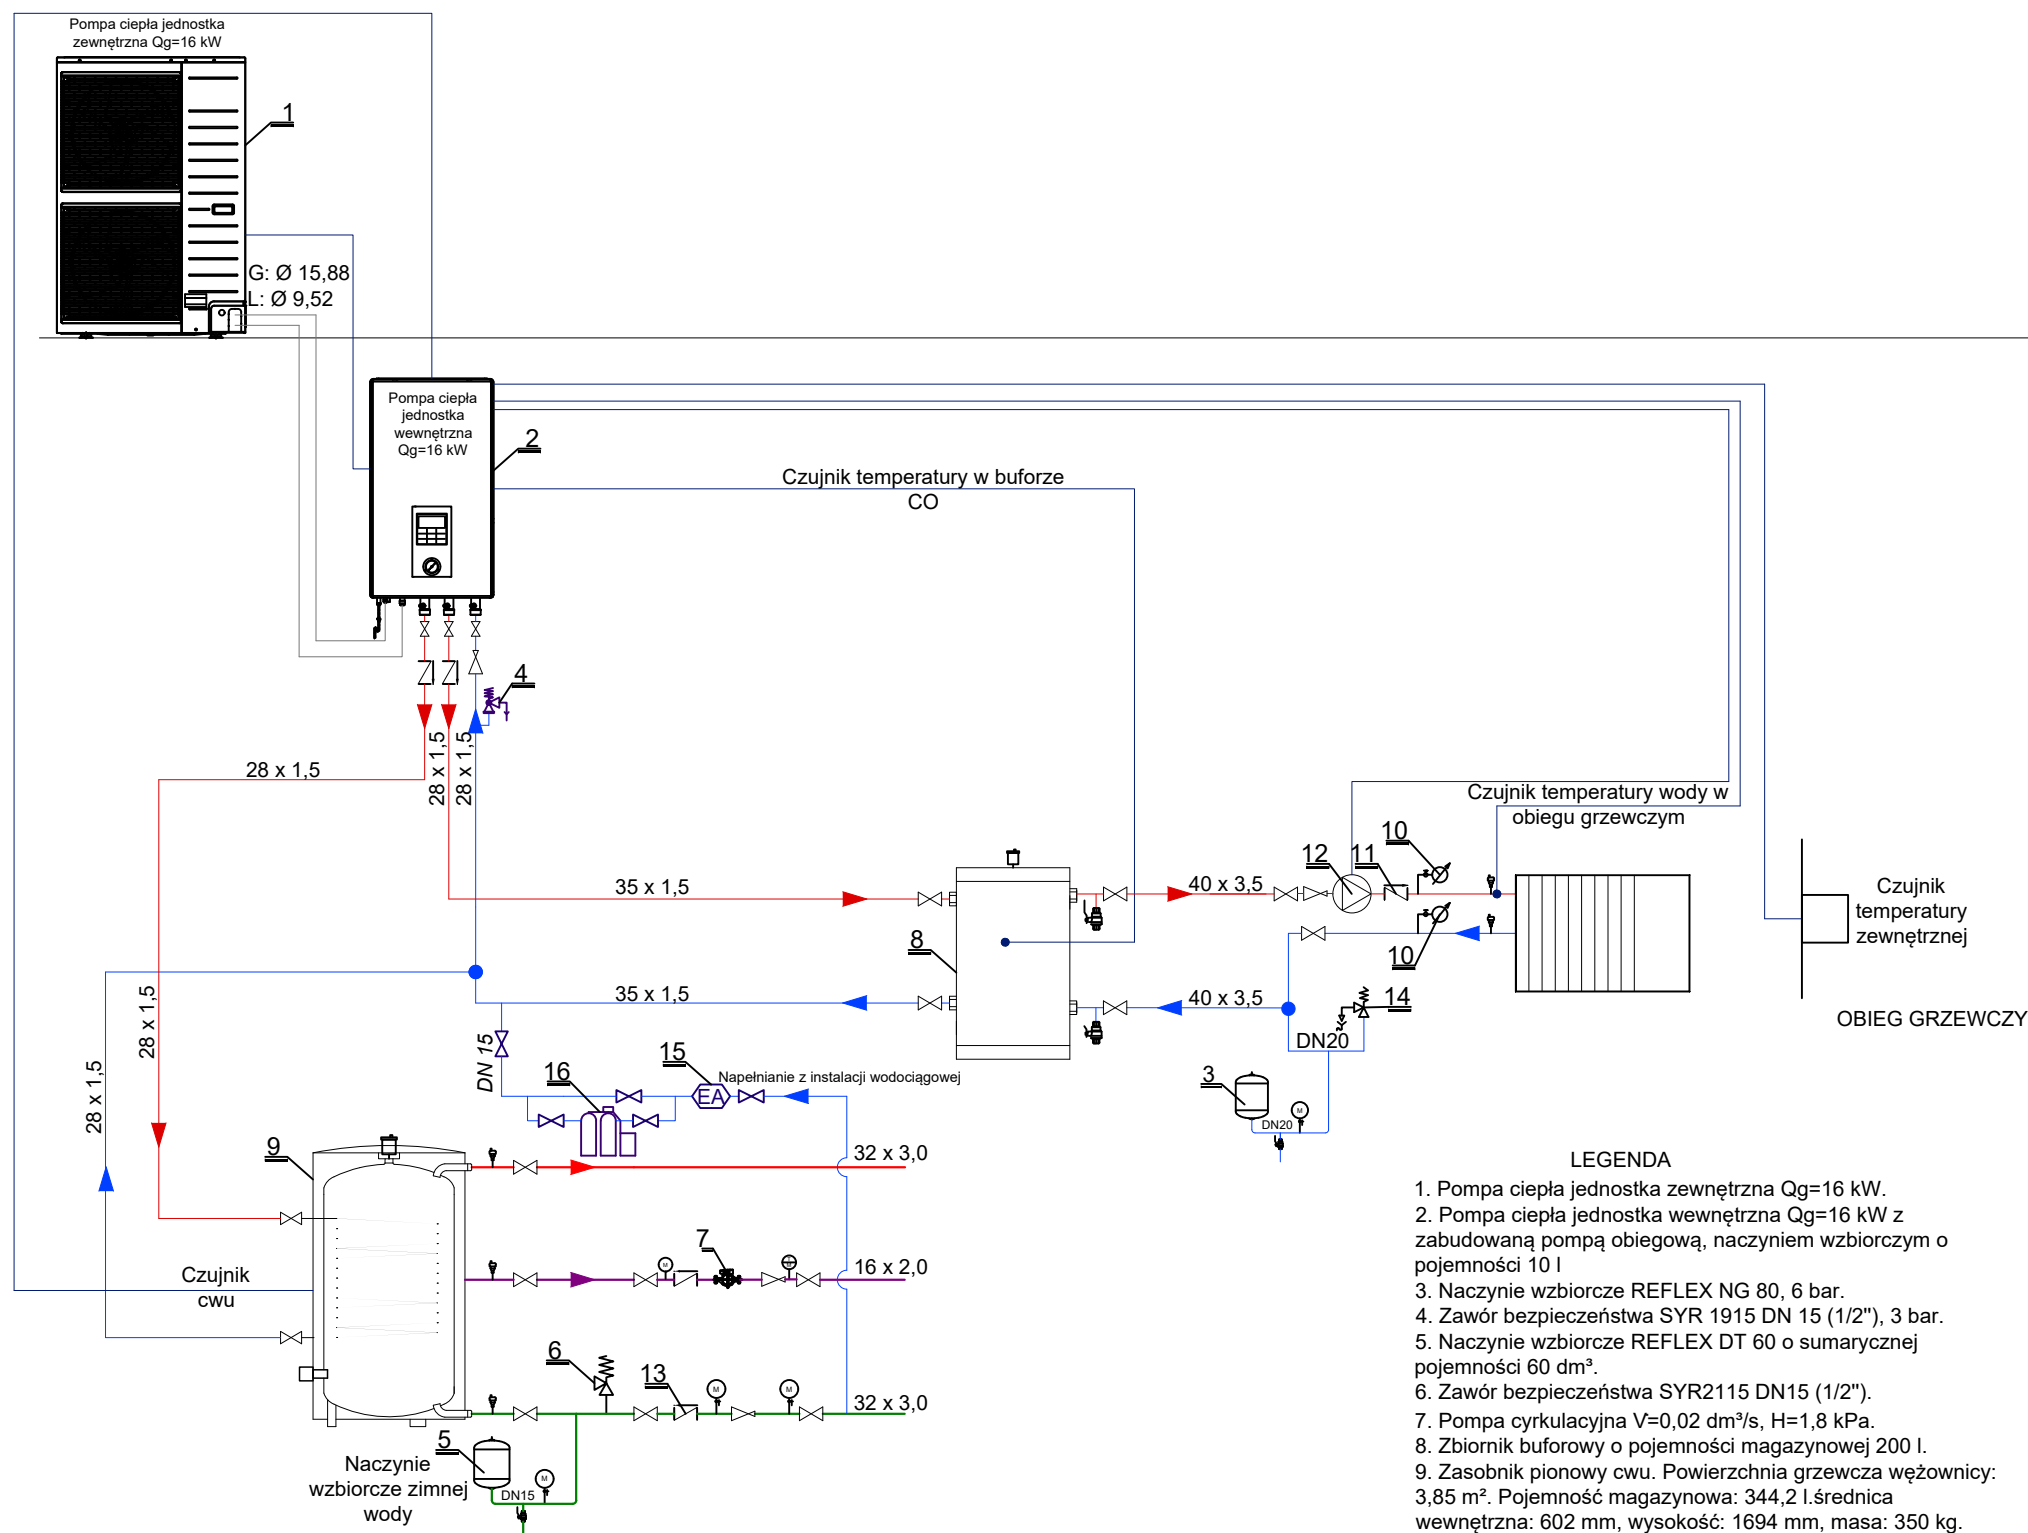 Pompa ciepła jednostka
zewnętrzna Qg=16 kW
1
G: Ø 15,88
L: Ø 9,52
Pompa ciepła
jednostka
wewnętrzna
Qg=16 kW
2
Czujnik temperatury w buforze
CO
4
28 x 1,5
28 x 1,5
28 x 1,5
Czujnik temperatury wody w
obiegu grzewczym
10
12
11
35 x 1,5
40 x 3,5
Czujnik
temperatury
zewnętrznej
8
10
28 x 1,5
35 x 1,5
40 x 3,5
14
OBIEG GRZEWCZY
DN20
28 x 1,5
DN 15
16
15
Napełnianie z instalacji wodociągowej
EA
3
M
DN20
9
32 x 3,0
7
M
16 x 2,0
Czujnik
cwu
6
13
M
M
32 x 3,0
5
Naczynie
wzbiorcze zimnej
wody
M
DN15
LEGENDA
1. Pompa ciepła jednostka zewnętrzna Qg=16 kW.
2. Pompa ciepła jednostka wewnętrzna Qg=16 kW z
zabudowaną pompą obiegową, naczyniem wzbiorczym o
pojemności 10 l
3. Naczynie wzbiorcze REFLEX NG 80, 6 bar.
4. Zawór bezpieczeństwa SYR 1915 DN 15 (1/2"), 3 bar.
5. Naczynie wzbiorcze REFLEX DT 60 o sumarycznej
pojemności 60 dm³.
6. Zawór bezpieczeństwa SYR2115 DN15 (1/2").
7. Pompa cyrkulacyjna V=0,02 dm³/s, H=1,8 kPa.
8. Zbiornik buforowy o pojemności magazynowej 200 l.
9. Zasobnik pionowy cwu. Powierzchnia grzewcza wężownicy:
3,85 m². Pojemność magazynowa: 344,2 l.średnica
wewnętrzna: 602 mm, wysokość: 1694 mm, masa: 350 kg.